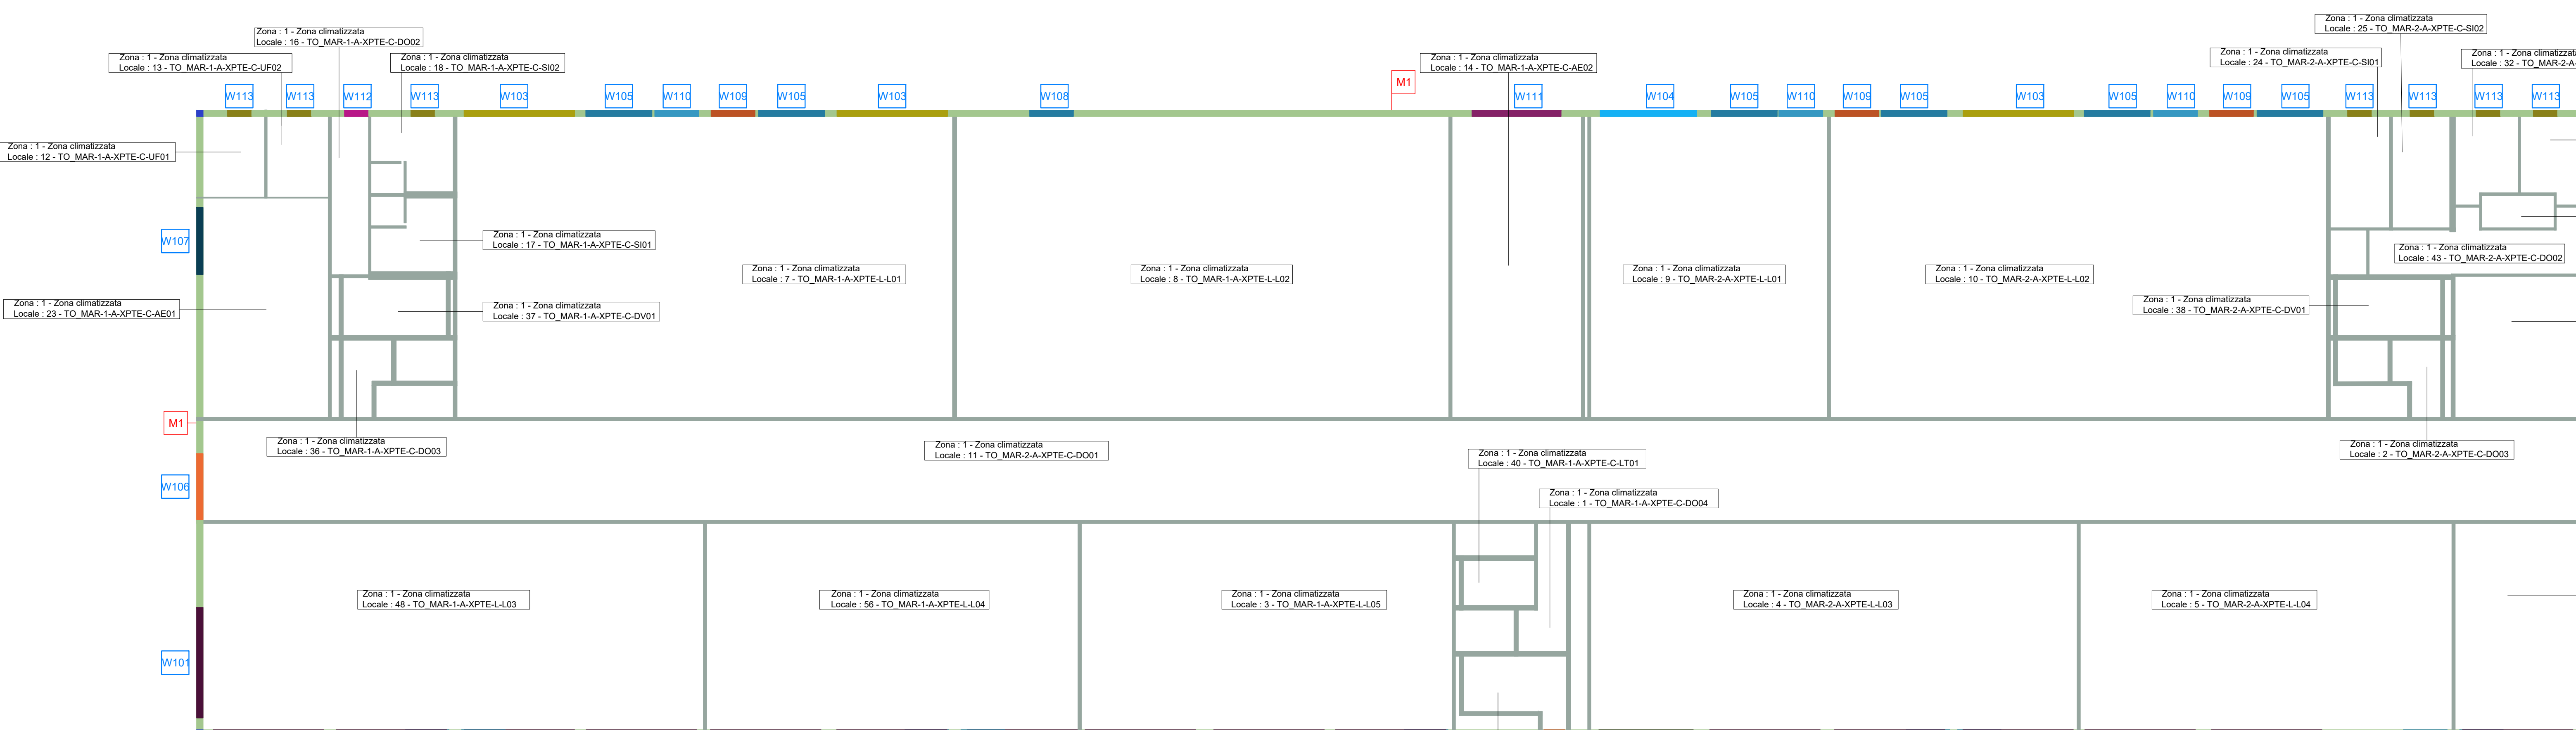 Zona : 1 - Zona climatizzata
Locale : 25 - TO_MAR-2-A-XPTE-C-SI02
Zona : 1 - Zona climatizzata
Locale : 16 - TO_MAR-1-A-XPTE-C-DO02
Zona : 1 - Zona climatizzata
Locale : 13 - TO_MAR-1-A-XPTE-C-UF02
Zona : 1 - Zona climatizzata
Locale : 18 - TO_MAR-1-A-XPTE-C-SI02
Zona : 1 - Zona climatizzata
Locale : 14 - TO_MAR-1-A-XPTE-C-AE02
Zona : 1 - Zona climatizzata
Locale : 24 - TO_MAR-2-A-XPTE-C-SI01
Zona : 1 - Zona climatizzata
Locale : 32 - TO_MAR-2-A-
M1
W113
W113
W112
W113
W103
W105
W110
W109
W105
W103
W108
W111
W104
W105
W110
W109
W105
W103
W105
W110
W109
W105
W113
W113
W113
W113
Zona : 1 - Zona climatizzata
Locale : 12 - TO_MAR-1-A-XPTE-C-UF01
W107
Zona : 1 - Zona climatizzata
Locale : 17 - TO_MAR-1-A-XPTE-C-SI01
Zona : 1 - Zona climatizzata
Locale : 43 - TO_MAR-2-A-XPTE-C-DO02
Zona : 1 - Zona climatizzata
Locale : 7 - TO_MAR-1-A-XPTE-L-L01
Zona : 1 - Zona climatizzata
Locale : 8 - TO_MAR-1-A-XPTE-L-L02
Zona : 1 - Zona climatizzata
Locale : 9 - TO_MAR-2-A-XPTE-L-L01
Zona : 1 - Zona climatizzata
Locale : 10 - TO_MAR-2-A-XPTE-L-L02
Zona : 1 - Zona climatizzata
Locale : 23 - TO_MAR-1-A-XPTE-C-AE01
Zona : 1 - Zona climatizzata
Locale : 37 - TO_MAR-1-A-XPTE-C-DV01
Zona : 1 - Zona climatizzata
Locale : 38 - TO_MAR-2-A-XPTE-C-DV01
M1
Zona : 1 - Zona climatizzata
Locale : 36 - TO_MAR-1-A-XPTE-C-DO03
Zona : 1 - Zona climatizzata
Locale : 11 - TO_MAR-2-A-XPTE-C-DO01
Zona : 1 - Zona climatizzata
Locale : 2 - TO_MAR-2-A-XPTE-C-DO03
Zona : 1 - Zona climatizzata
Locale : 40 - TO_MAR-1-A-XPTE-C-LT01
W106
Zona : 1 - Zona climatizzata
Locale : 1 - TO_MAR-1-A-XPTE-C-DO04
Zona : 1 - Zona climatizzata
Locale : 48 - TO_MAR-1-A-XPTE-L-L03
Zona : 1 - Zona climatizzata
Locale : 56 - TO_MAR-1-A-XPTE-L-L04
Zona : 1 - Zona climatizzata
Locale : 3 - TO_MAR-1-A-XPTE-L-L05
Zona : 1 - Zona climatizzata
Locale : 4 - TO_MAR-2-A-XPTE-L-L03
Zona : 1 - Zona climatizzata
Locale : 5 - TO_MAR-2-A-XPTE-L-L04
W101